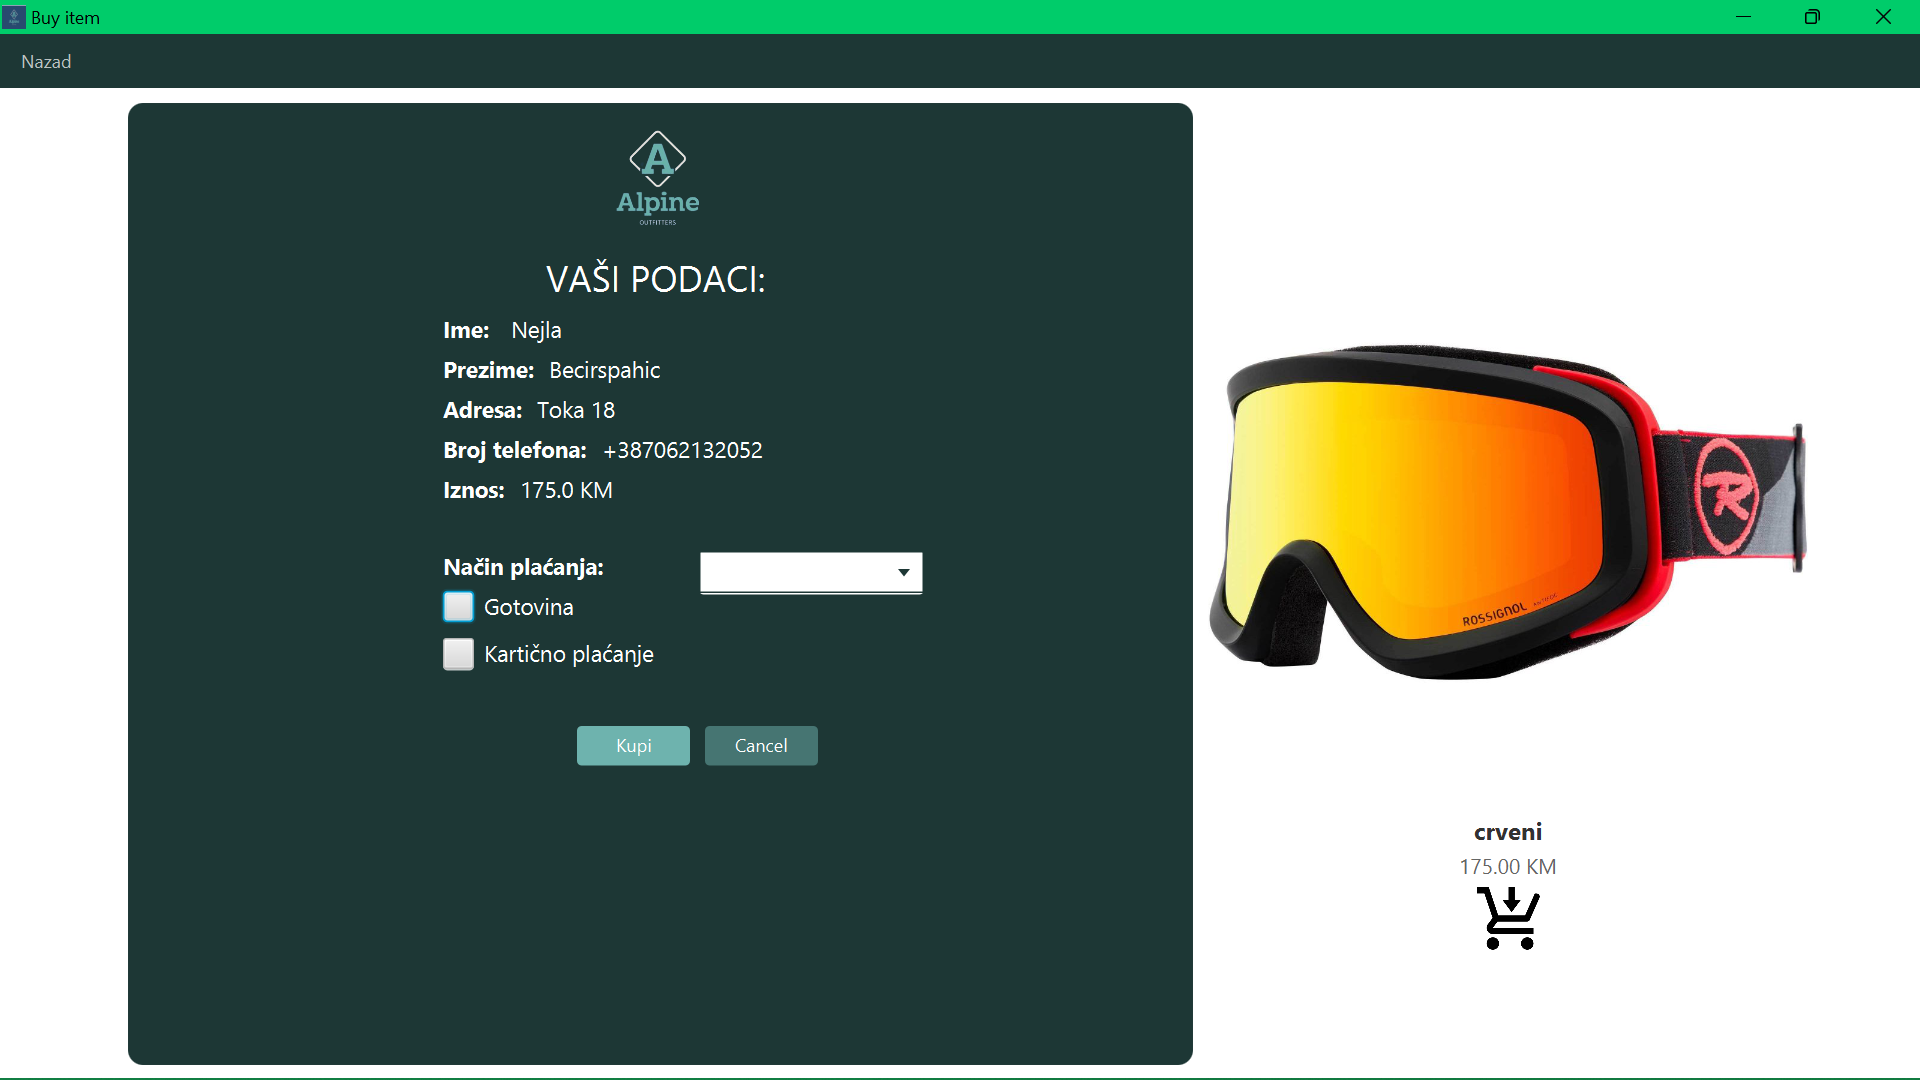 Buy item
Nazad
A
Alpine
OUTFITTERS
VAŠI PODACI:
Ime: Nejla
Prezime: Becirspahic
Adresa: Toka 18
Broj telefona: +387062132052
Iznos: 175.0 KM
Način plaćanja:
Gotovina
Kartično plaćanje
Kupi Cancel
R
ROSSIGNOL
crveni
175.00 KM